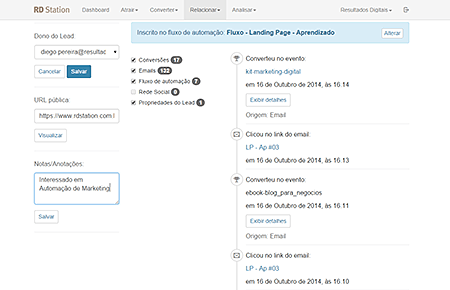 RD Station Dashboard Atrair Converter Relacionar Analisar Resultados Digitais
Dono do Lead
diego pereira@resultac
Cancelar Salvar
URL pública:
https://www.rdstation.com.l
Visualizar
Notas/Anotações:
Interessado em
Automação de Marketing
Salvar
Inscrito no fluxo de automação: Fluxo - Landing Page - Aprendizado Alterar
Conversões 17
Emails 132
Fluxo de automação 7
Rede Social 0
Propriedades do Lead 1
Converteu no evento:
kit-marketing-digital
em 16 de Outubro de 2014, às 16:14
Exibir detalhes
Origem: Email
Clicou no link do email:
LP - Ap #03
em 16 de Outubro de 2014, às 16:13
Converteu no evento:
ebook-blog_para_negocios
em 16 de Outubro de 2014, às 16:11
Exibir detalhes
Origem: Email
Clicou no link do email:
LP - Ap #03
em 16 de Outubro de 2014, às 16:10